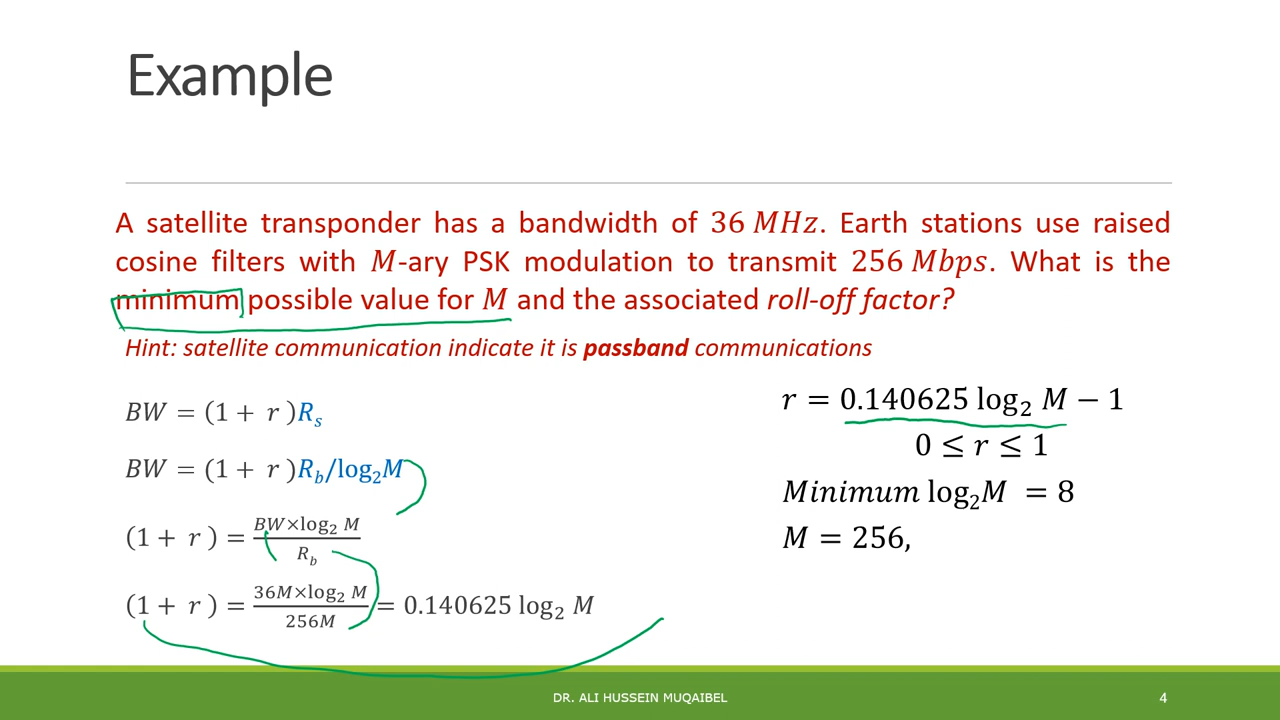 Example
A satellite transponder has a bandwidth of 36 MHz. Earth stations use raised
cosine filters with M-ary PSK modulation to transmit 256 Mbps. What is the
minimum possible value for M and the associated roll-off factor?
Hint: satellite communication indicate it is passband communications
BW = (1 + r)Rₛ
BW = (1 + r)R_b/log₂M
(1 + r) = BW×log₂ M / R_b
(1 + r) = 36M×log₂ M / 256M = 0.140625 log₂ M
r = 0.140625 log₂ M − 1
0 ≤ r ≤ 1
Minimum log₂M = 8
M = 256,
DR. ALI HUSSEIN MUQAIBEL
4